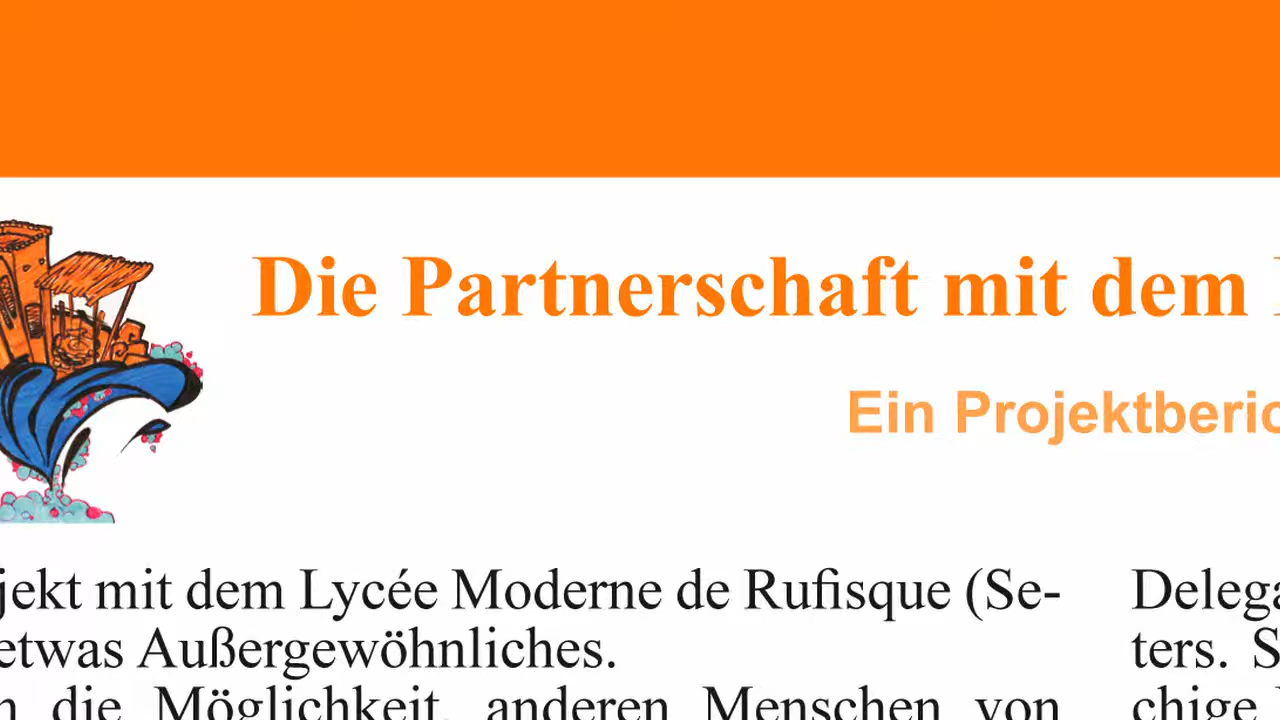 Die Partnerschaft mit dem
Ein Projektberic
jekt mit dem Lycée Moderne de Rufisque (Se-
etwas Außergewöhnliches.
die Möglichkeit, anderen Menschen von
Delega
ters. S
chige